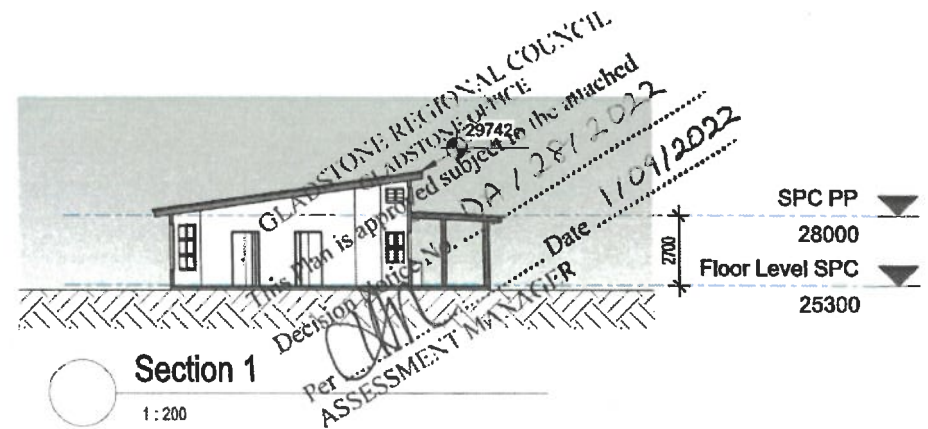 GLADSTONE REGIONAL COUNCIL
GLADSTONE OFFICE
This Plan is approved subject to the attached
Decision Notice No. DA / 28 / 2022
Date 1/09/2022
Per
ASSESSMENT MANAGER
29742
SPC PP
28000
2700
Floor Level SPC
25300
Section 1
1 : 200